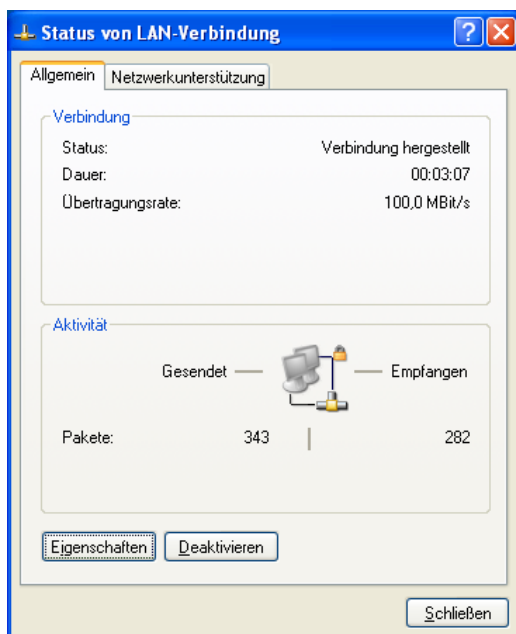 Status von LAN-Verbindung
Allgemein Netzwerkunterstützung
Verbindung
Status: Verbindung hergestellt
Dauer: 00:03:07
Übertragungsrate: 100,0 MBit/s
Aktivität
Gesendet Empfangen
Pakete: 343 282
Eigenschaften Deaktivieren
Schließen